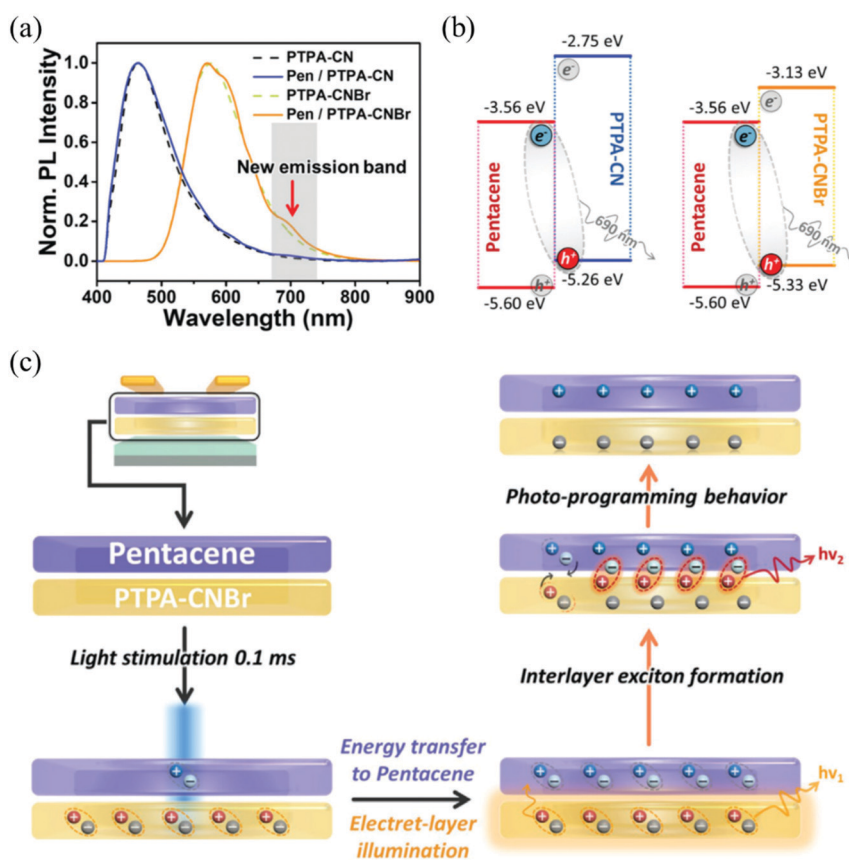 (a)
Norm. PL Intensity
1.0
0.8
0.6
0.4
0.2
0.0
PTPA-CN
Pen / PTPA-CN
PTPA-CNBr
Pen / PTPA-CNBr
New emission band
400 500 600 700 800 900
Wavelength (nm)
(b)
-2.75 eV
e⁻
-3.56 eV
e⁻
Pentacene
PTPA-CN
690 nm
h⁺
-5.26 eV
h⁺
-5.60 eV
-3.13 eV
e⁻
-3.56 eV
e⁻
Pentacene
PTPA-CNBr
690 nm
h⁺
-5.33 eV
h⁺
-5.60 eV
(c)
Pentacene
PTPA-CNBr
Light stimulation 0.1 ms
Energy transfer
to Pentacene
Electret-layer
illumination
hv₁
Interlayer exciton formation
hv₂
Photo-programming behavior